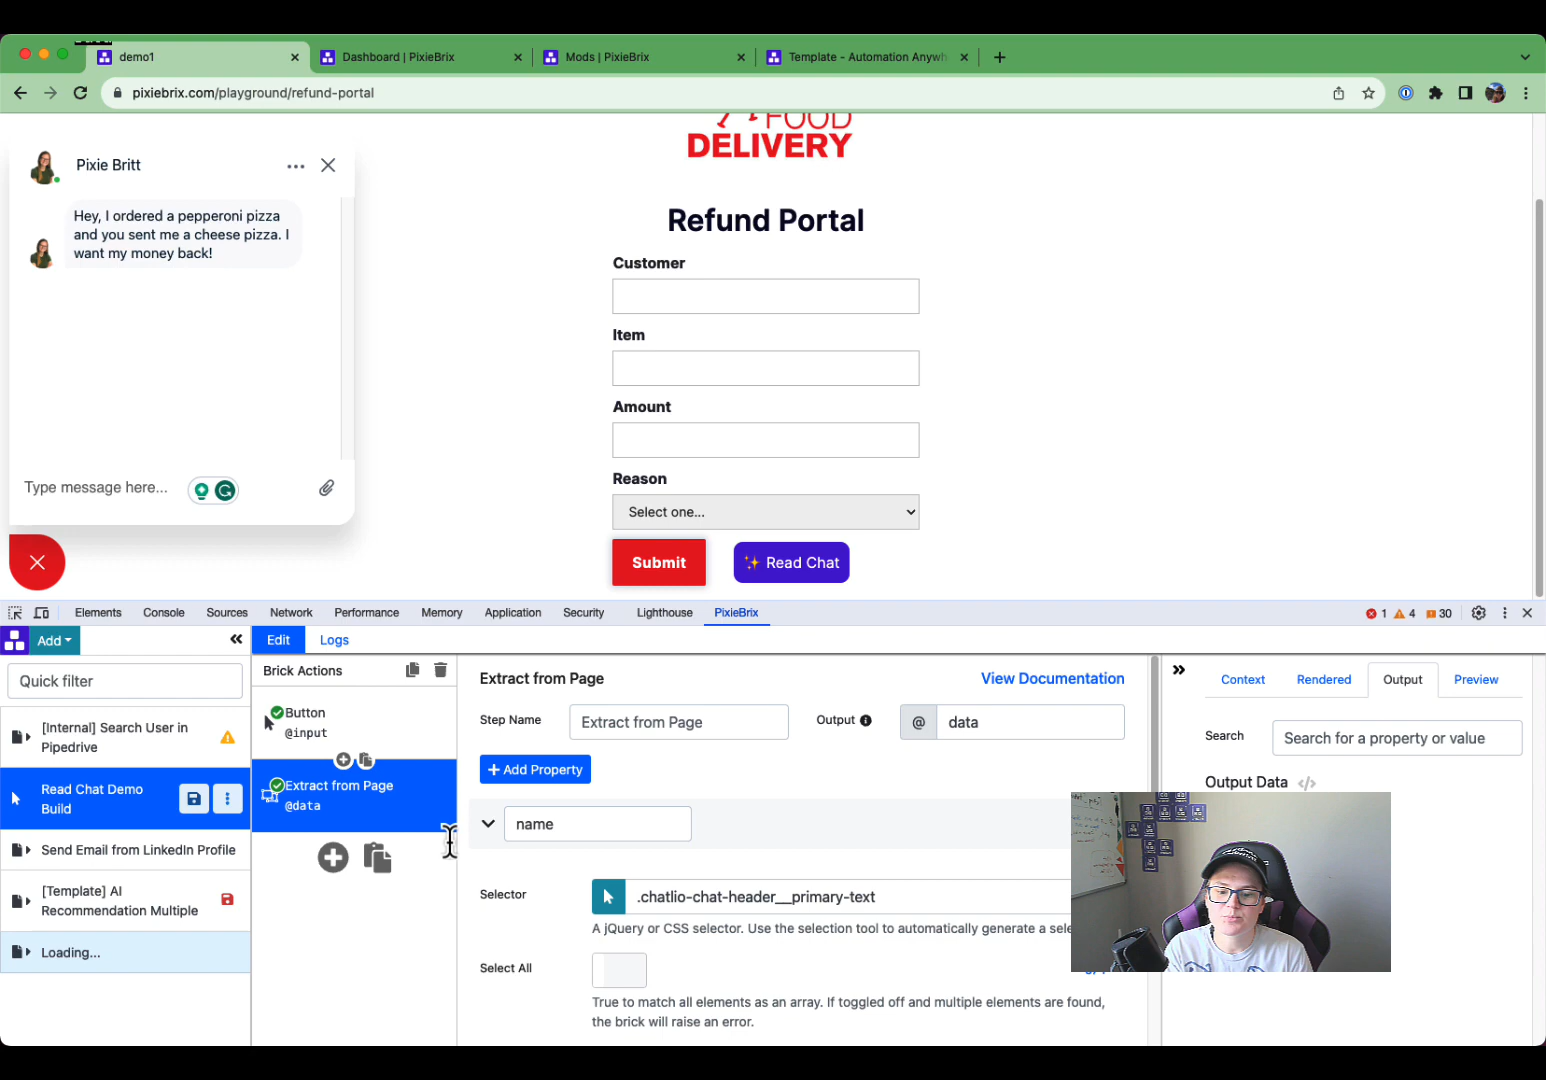 demo1
Dashboard | PixieBrix
Mods | PixieBrix
Template - Automation Anywh
pixiebrix.com/playground/refund-portal
FOOD
DELIVERY
Pixie Britt
Hey, I ordered a pepperoni pizza
and you sent me a cheese pizza. I
want my money back!
Type message here...
Refund Portal
Customer
Item
Amount
Reason
Select one...
Submit
✨ Read Chat
Elements Console Sources Network Performance Memory Application Security Lighthouse PixieBrix
1 4 30
Add
Edit Logs
Quick filter
[Internal] Search User in
Pipedrive
Read Chat Demo
Build
Send Email from LinkedIn Profile
[Template] AI
Recommendation Multiple
Loading...
Brick Actions
Button
@input
Extract from Page
@data
Extract from Page
View Documentation
Step Name
Extract from Page
Output
@
data
+ Add Property
name
Selector
.chatlio-chat-header__primary-text
A jQuery or CSS selector. Use the selection tool to automatically generate a sele
Select All
True to match all elements as an array. If toggled off and multiple elements are found,
the brick will raise an error.
Context Rendered Output Preview
Search
Search for a property or value
Output Data </>